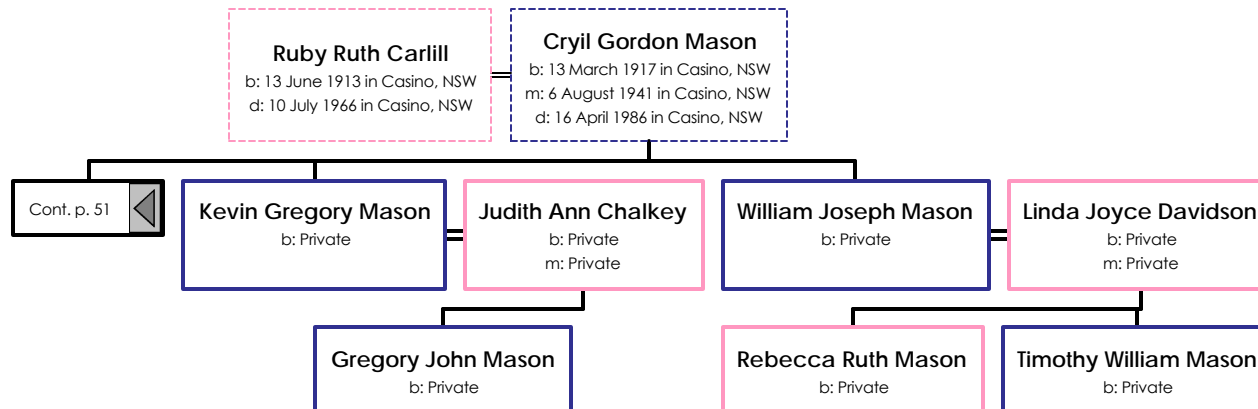 Ruby Ruth Carlill
b: 13 June 1913 in Casino, NSW
d: 10 July 1966 in Casino, NSW
Cryil Gordon Mason
b: 13 March 1917 in Casino, NSW
m: 6 August 1941 in Casino, NSW
d: 16 April 1986 in Casino, NSW
Cont. p. 51
Kevin Gregory Mason
b: Private
Judith Ann Chalkey
b: Private
m: Private
William Joseph Mason
b: Private
Linda Joyce Davidson
b: Private
m: Private
Gregory John Mason
b: Private
Rebecca Ruth Mason
b: Private
Timothy William Mason
b: Private